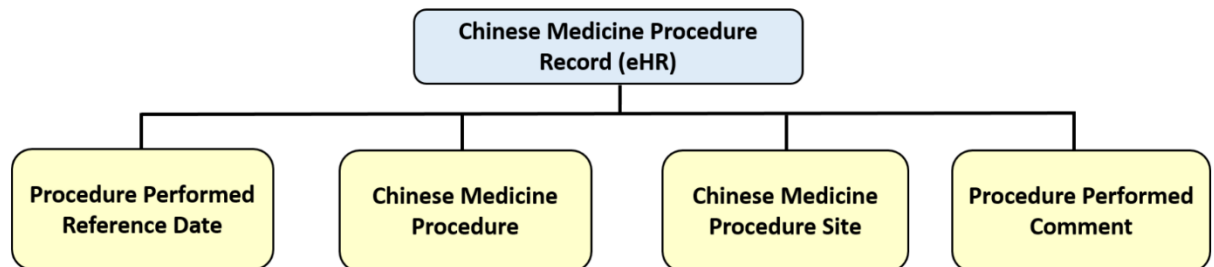 Chinese Medicine Procedure
Record (eHR)
Procedure Performed
Reference Date
Chinese Medicine
Procedure
Chinese Medicine
Procedure Site
Procedure Performed
Comment